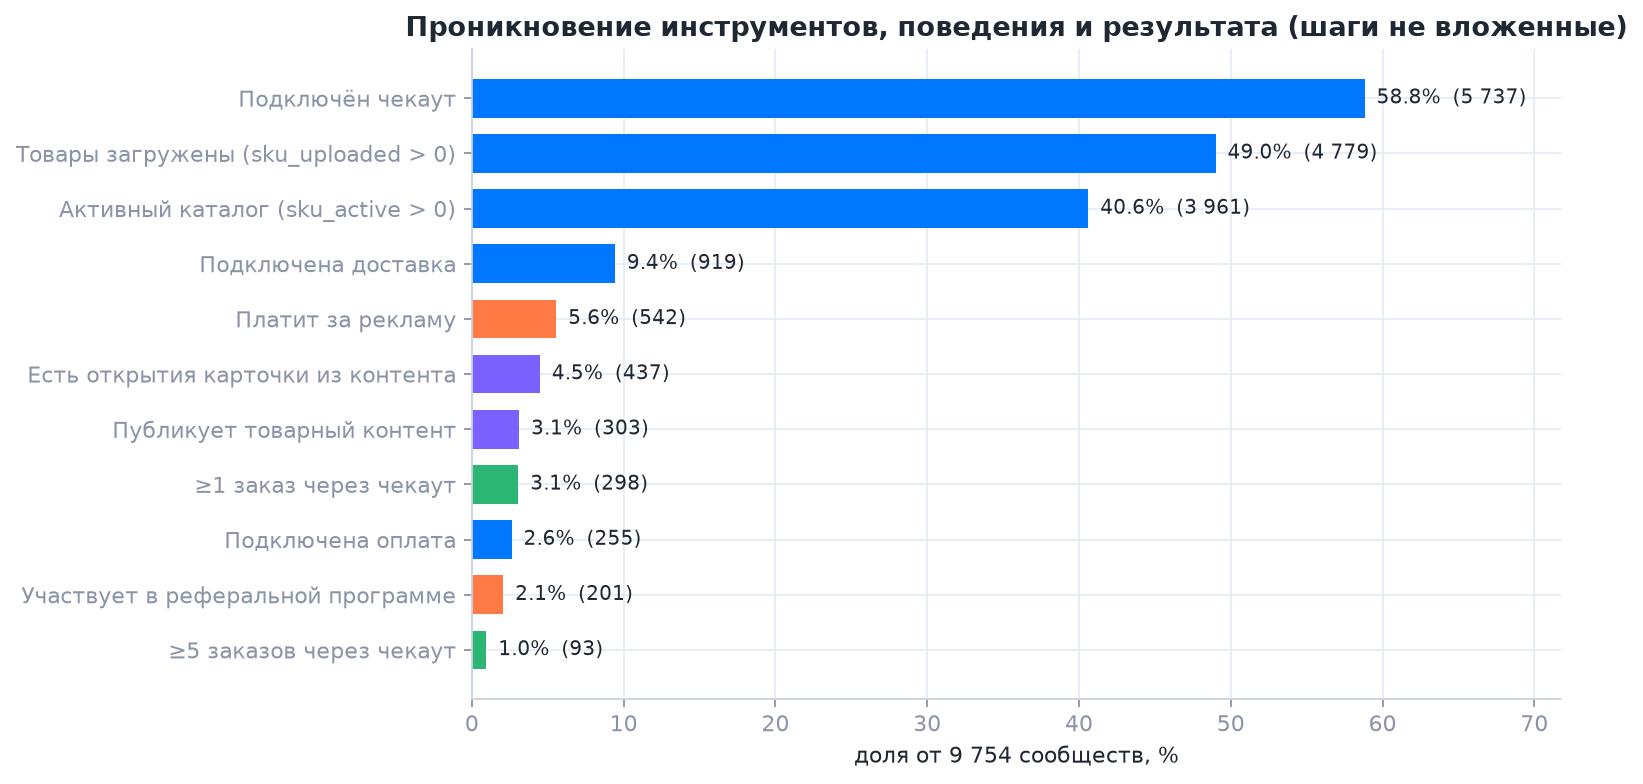 Проникновение инструментов, поведения и результата (шаги не вложенные)
Подключён чекаут 58.8% (5 737)
Товары загружены (sku_uploaded > 0) 49.0% (4 779)
Активный каталог (sku_active > 0) 40.6% (3 961)
Подключена доставка 9.4% (919)
Платит за рекламу 5.6% (542)
Есть открытия карточки из контента 4.5% (437)
Публикует товарный контент 3.1% (303)
≥1 заказ через чекаут 3.1% (298)
Подключена оплата 2.6% (255)
Участвует в реферальной программе 2.1% (201)
≥5 заказов через чекаут 1.0% (93)
0 10 20 30 40 50 60 70
доля от 9 754 сообществ, %